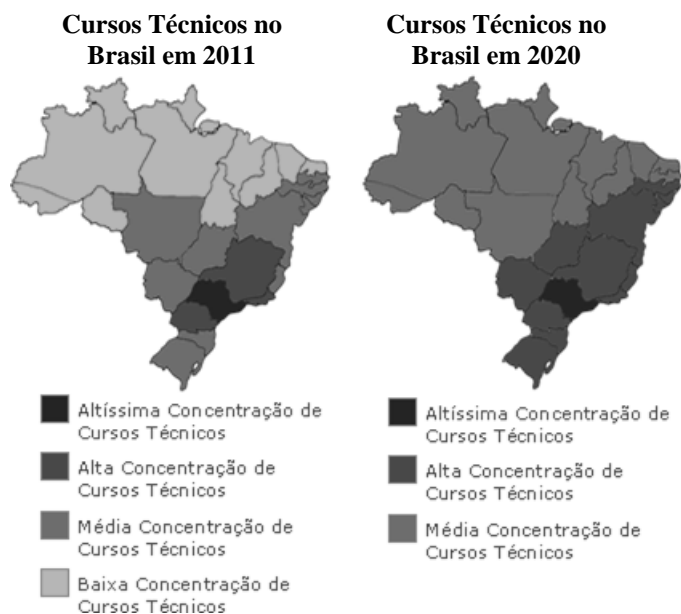 Cursos Técnicos no
Brasil em 2011
Altíssima Concentração de
Cursos Técnicos
Alta Concentração de
Cursos Técnicos
Média Concentração de
Cursos Técnicos
Baixa Concentração de
Cursos Técnicos
Cursos Técnicos no
Brasil em 2020
Altíssima Concentração de
Cursos Técnicos
Alta Concentração de
Cursos Técnicos
Média Concentração de
Cursos Técnicos